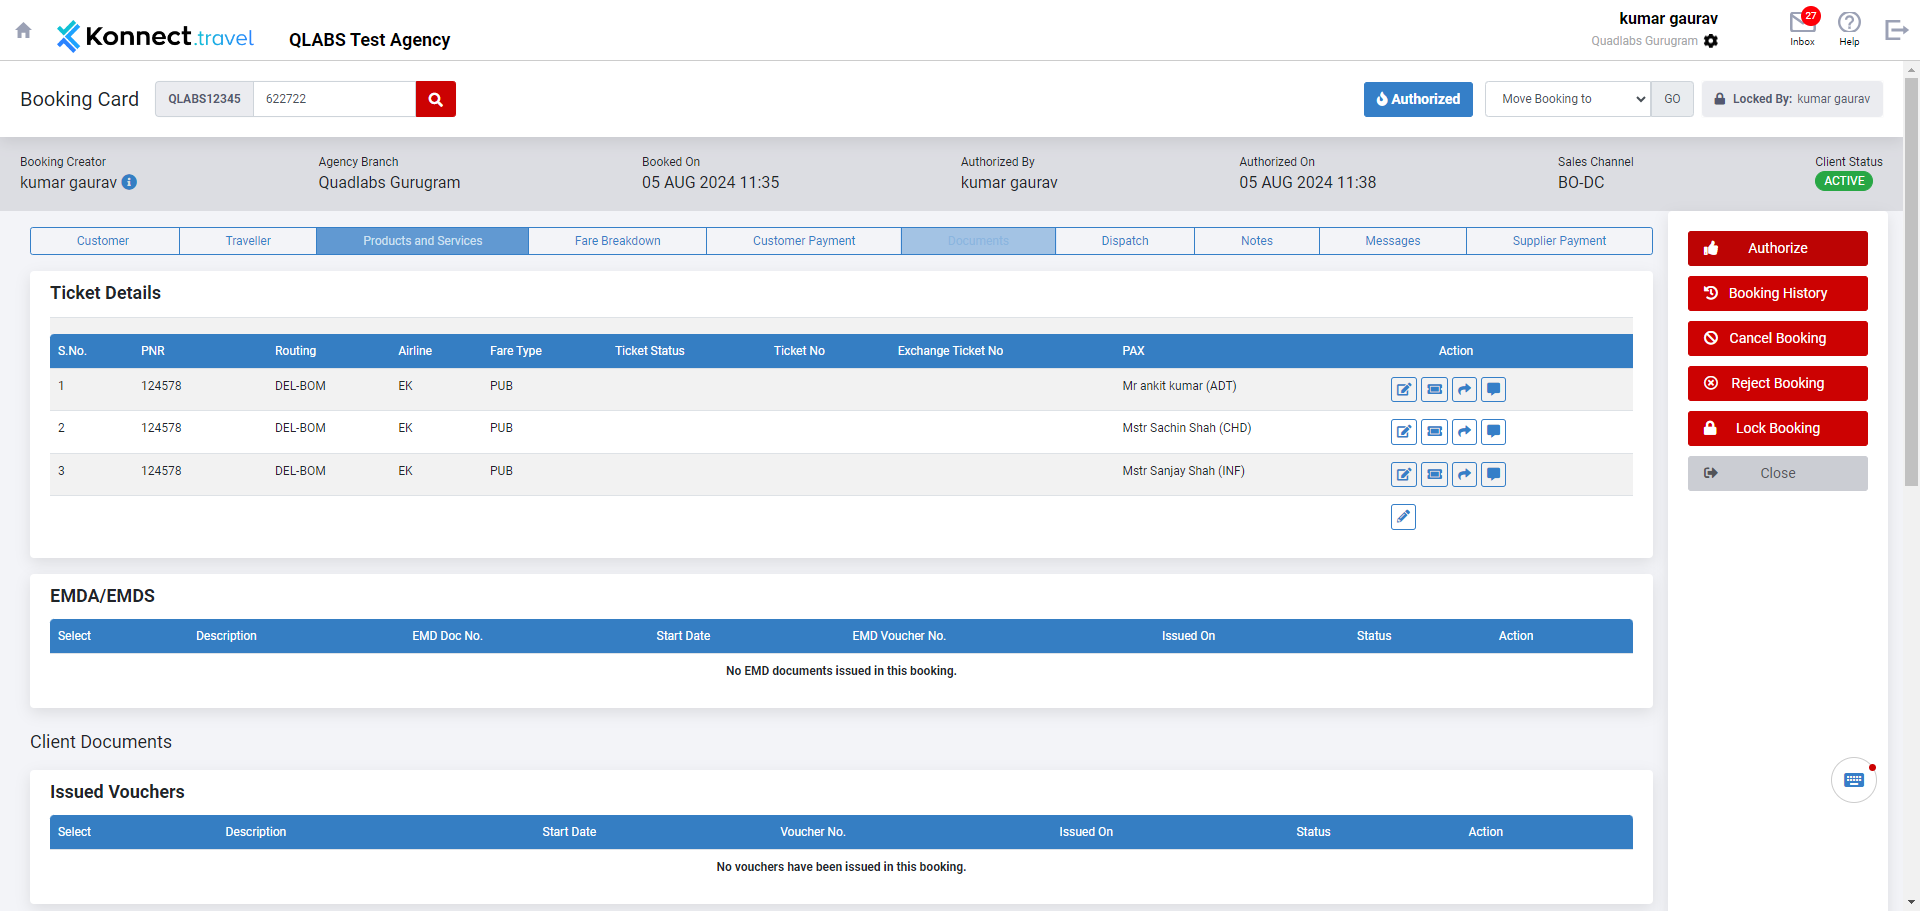 Konnect.travel
QLABS Test Agency
kumar gaurav
Quadlabs Gurugram
27
Inbox
Help
Booking Card
QLABS12345
622722
Authorized
Move Booking to
GO
Locked By: kumar gaurav
Booking Creator
kumar gaurav
Agency Branch
Quadlabs Gurugram
Booked On
05 AUG 2024 11:35
Authorized By
kumar gaurav
Authorized On
05 AUG 2024 11:38
Sales Channel
BO-DC
Client Status
ACTIVE
Customer
Traveller
Products and Services
Fare Breakdown
Customer Payment
Documents
Dispatch
Notes
Messages
Supplier Payment
Ticket Details
S.No. PNR Routing Airline Fare Type Ticket Status Ticket No Exchange Ticket No PAX Action
1 124578 DEL-BOM EK PUB Mr ankit kumar (ADT)
2 124578 DEL-BOM EK PUB Mstr Sachin Shah (CHD)
3 124578 DEL-BOM EK PUB Mstr Sanjay Shah (INF)
EMDA/EMDS
Select Description EMD Doc No. Start Date EMD Voucher No. Issued On Status Action
No EMD documents issued in this booking.
Client Documents
Issued Vouchers
Select Description Start Date Voucher No. Issued On Status Action
No vouchers have been issued in this booking.
Authorize
Booking History
Cancel Booking
Reject Booking
Lock Booking
Close